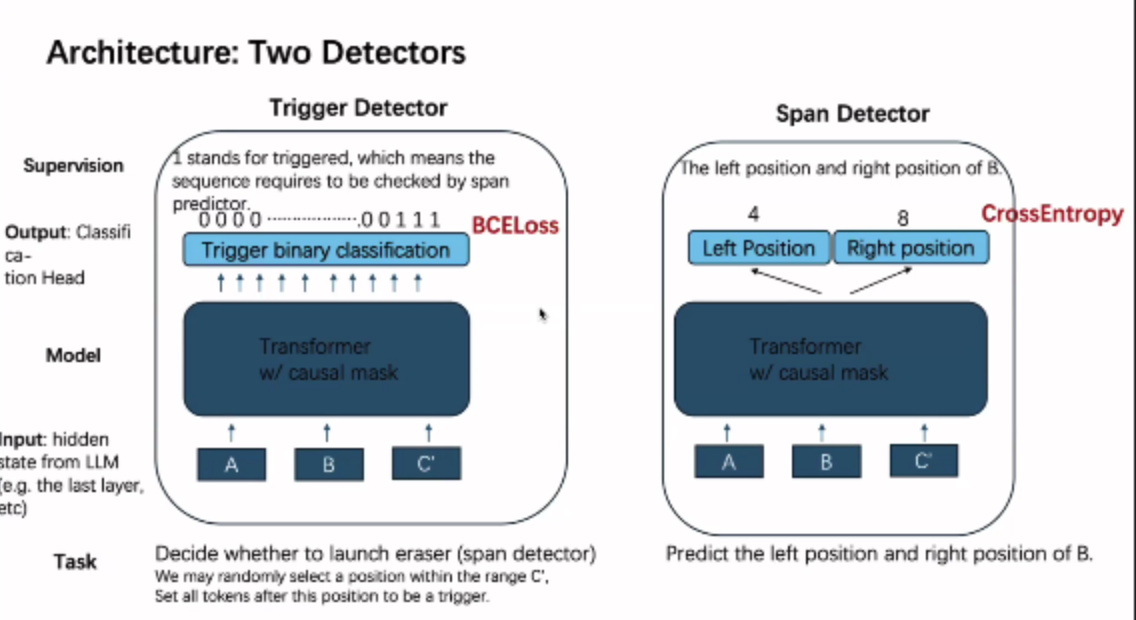 Architecture: Two Detectors
Trigger Detector
Span Detector
Supervision
1 stands for triggered, which means the
sequence requires to be checked by span
predictor.
The left position and right position of B.
Output: Classifi
ca-
tion Head
0 0 0 0 ····················.0 0 1 1 1
BCELoss
4
8
CrossEntropy
Trigger binary classification
Left Position
Right position
Model
Transformer
w/ causal mask
Transformer
w/ causal mask
Input: hidden
state from LLM
(e.g. the last layer,
etc)
A
B
C'
A
B
C'
Task
Decide whether to launch eraser (span detector)
We may randomly select a position within the range C',
Set all tokens after this position to be a trigger.
Predict the left position and right position of B.